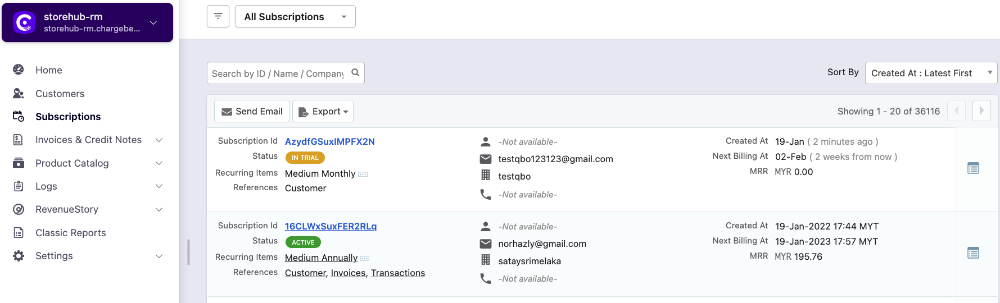 storehub-rm
storehub-rm.chargebe...
Home
Customers
Subscriptions
Invoices & Credit Notes
Product Catalog
Logs
RevenueStory
Classic Reports
Settings
All Subscriptions
Search by ID / Name / Company
Sort By Created At : Latest First
Send Email Export
Showing 1 - 20 of 36116
Subscription Id AzydfGSuxIMPFX2N
Status IN TRIAL
Recurring Items Medium Monthly
References Customer
-Not available-
testqbo123123@gmail.com
testqbo
-Not available-
Created At 19-Jan ( 2 minutes ago )
Next Billing At 02-Feb ( 2 weeks from now )
MRR MYR 0.00
Subscription Id 16CLWxSuxFER2RLq
Status ACTIVE
Recurring Items Medium Annually
References Customer, Invoices, Transactions
-Not available-
norhazly@gmail.com
sataysrimelaka
-Not available-
Created At 19-Jan-2022 17:44 MYT
Next Billing At 19-Jan-2023 17:57 MYT
MRR MYR 195.76